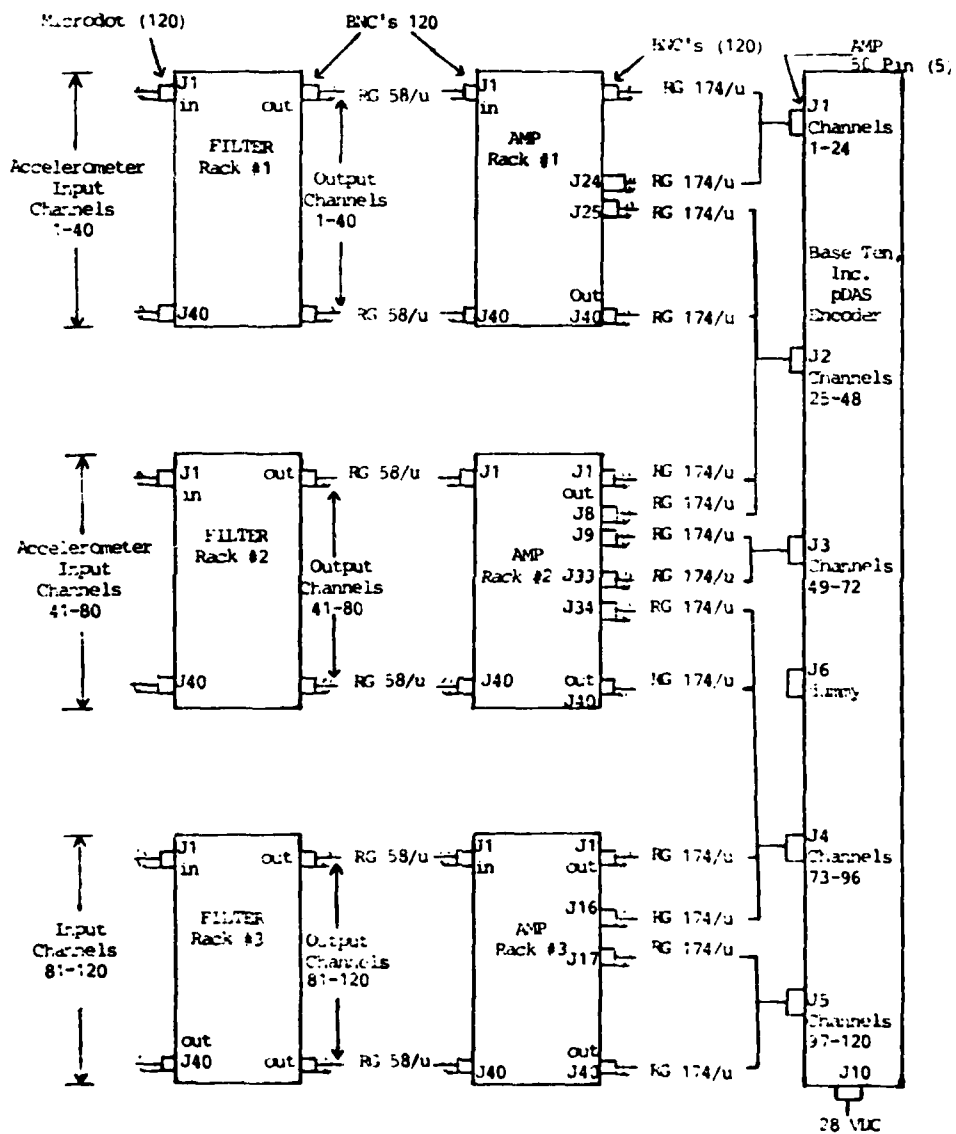 Microdot (120)
BNC's 120
BNC's (120)
AMP
50 Pin (5)
J1
in
out
FILTER
Rack #1
Accelerometer
Input
Channels
1-40
J40
RG 58/u
Output
Channels
1-40
RG 58/u
J1
in
AMP
Rack #1
J24
J25
Out
J40
J40
RG 174/u
RG 174/u
RG 174/u
J1
Channels
1-24
Base Ten,
Inc.
pDAS
Encoder
J2
Channels
25-48
J1
in
out
FILTER
Rack #2
Accelerometer
Input
Channels
41-80
J40
RG 58/u
Output
Channels
41-80
RG 58/u
J1
J1
out
J8
J9
AMP
Rack #2
J33
J34
J40
out
J40
RG 174/u
RG 174/u
RG 174/u
RG 174/u
RG 174/u
RG 174/u
J3
Channels
49-72
J6
Dummy
J1
in
out
FILTER
Rack #3
Input
Channels
81-120
out
J40
out
RG 58/u
Output
Channels
81-120
RG 58/u
J1
in
J1
out
J16
AMP
Rack #3
J17
out
J40
J40
RG 174/u
RG 174/u
RG 174/u
RG 174/u
J4
Channels
73-96
J5
Channels
97-120
J10
28 VDC